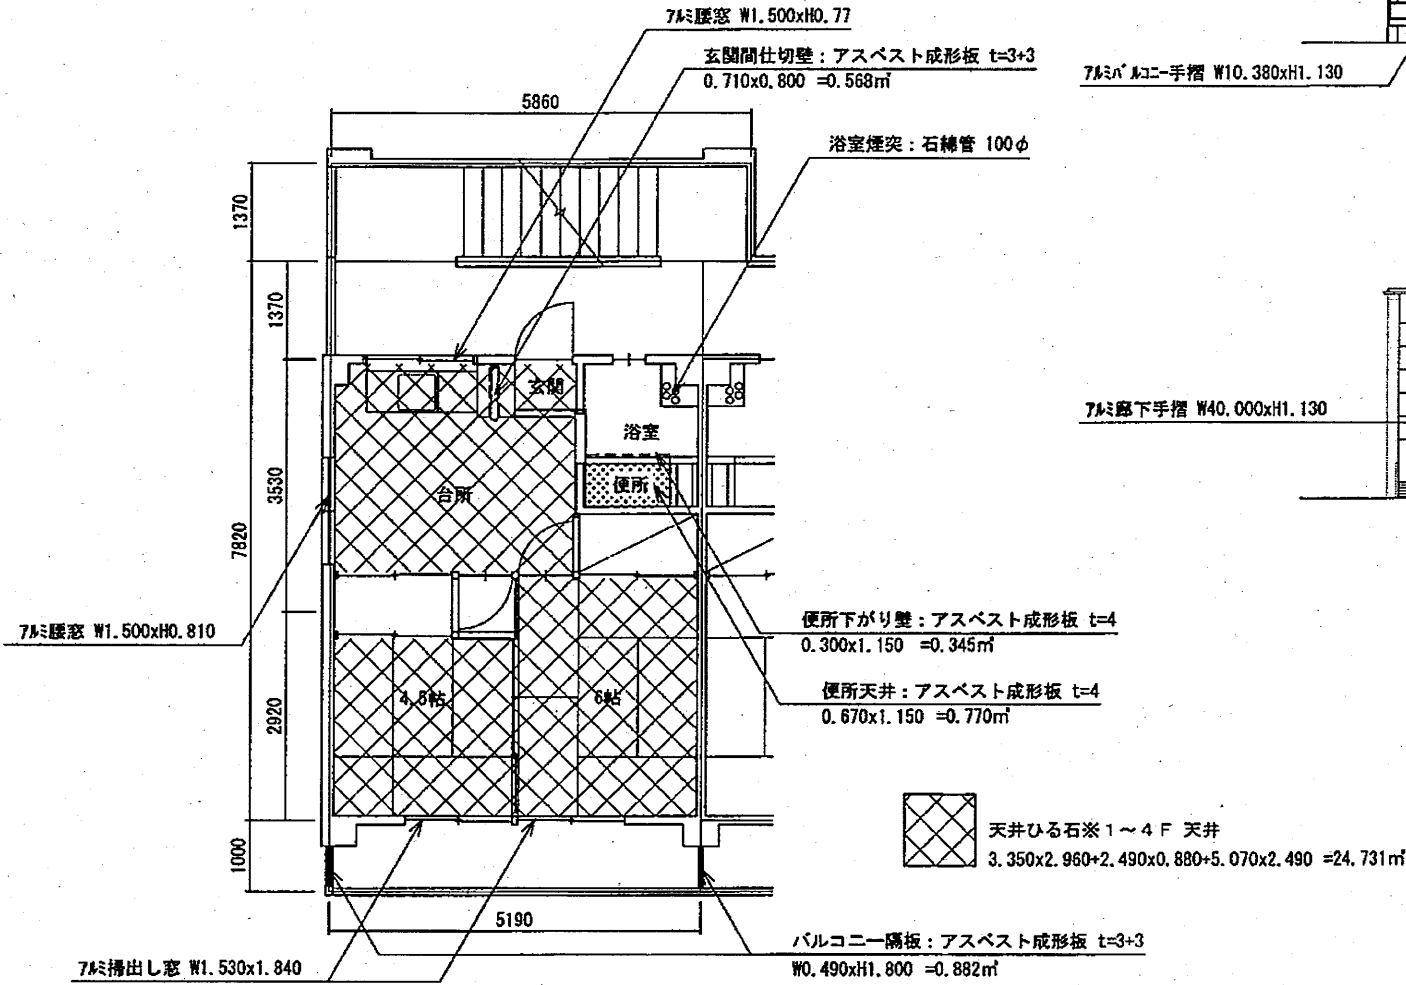 アルミ腰窓 W1.500xH0.77
玄関間仕切壁：アスベスト成形板 t=3+3
0.710x0.800 =0.568㎡
アルミバルコニー手摺 W10.380xH1.130
5860
浴室煙突：石綿管 100φ
1370
1370
玄関
アルミ廊下手摺 W40.000xH1.130
浴室
3530
台所
便所
7820
アルミ腰窓 W1.500xH0.810
便所下がり壁：アスベスト成形板 t=4
0.300x1.150 =0.345㎡
4.5帖
6帖
便所天井：アスベスト成形板 t=4
0.670x1.150 =0.770㎡
2920
天井ひる石※１～４Ｆ 天井
3.350x2.960+2.490x0.880+5.070x2.490 =24.731㎡
1000
5190
バルコニー隔板：アスベスト成形板 t=3+3
W0.490xH1.800 =0.882㎡
アルミ掃出し窓 W1.530x1.840